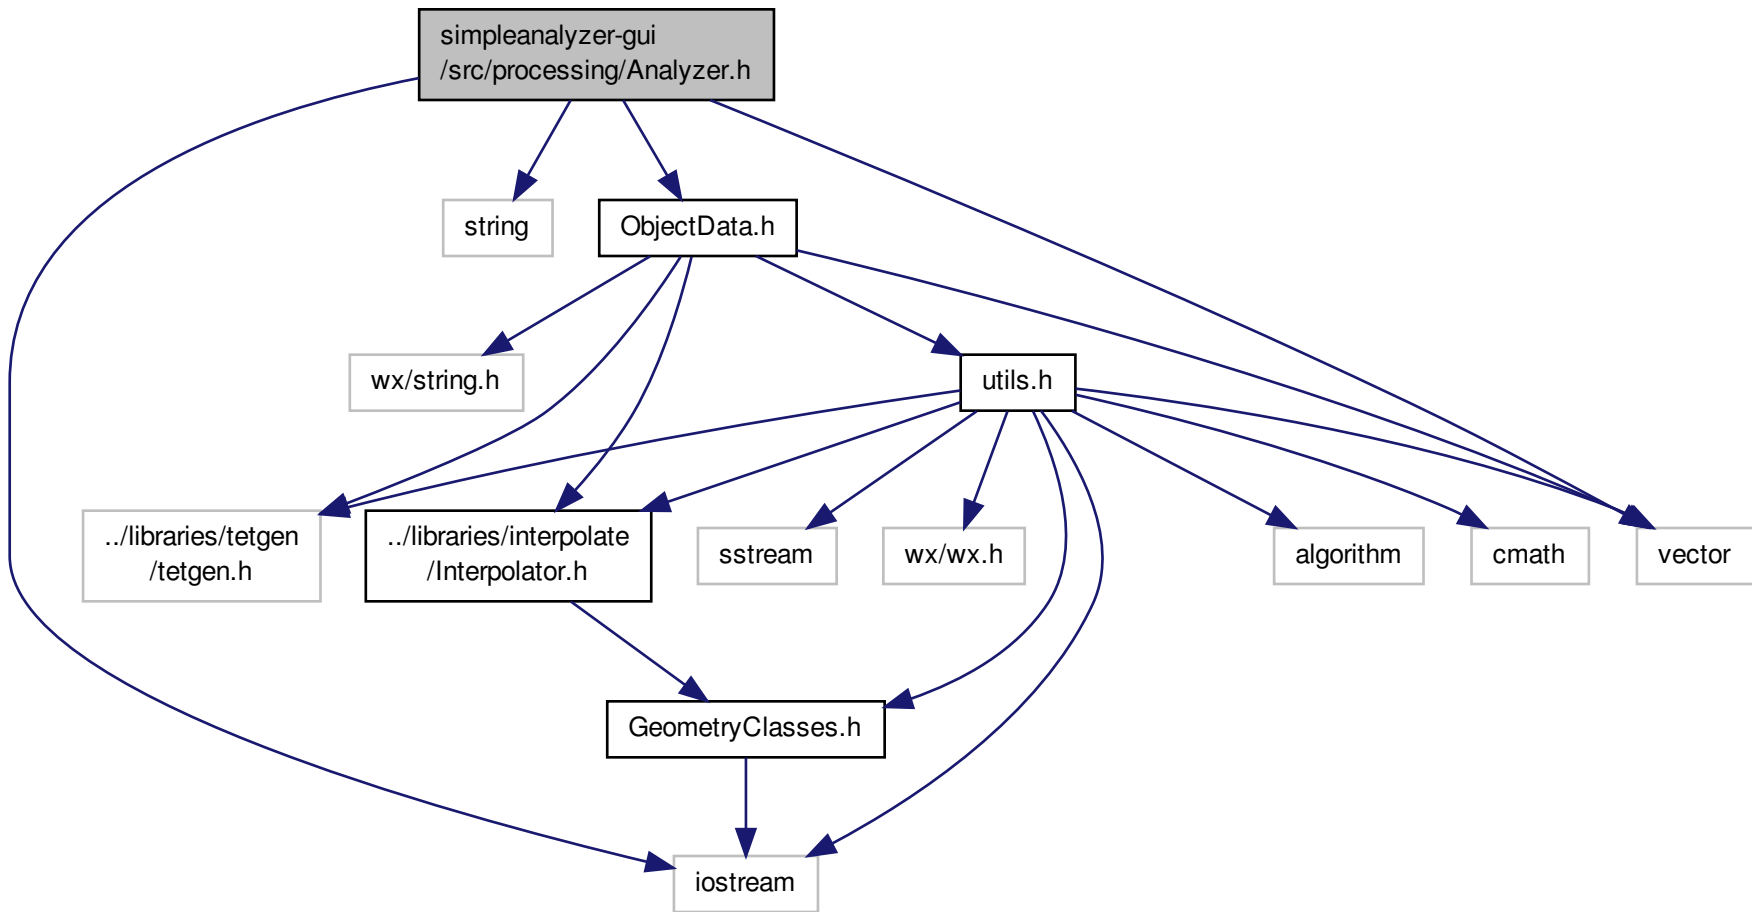 simpleanalyzer-gui
/src/processing/Analyzer.h
string
ObjectData.h
wx/string.h
utils.h
../libraries/tetgen
/tetgen.h
../libraries/interpolate
/Interpolator.h
sstream
wx/wx.h
algorithm
cmath
vector
GeometryClasses.h
iostream